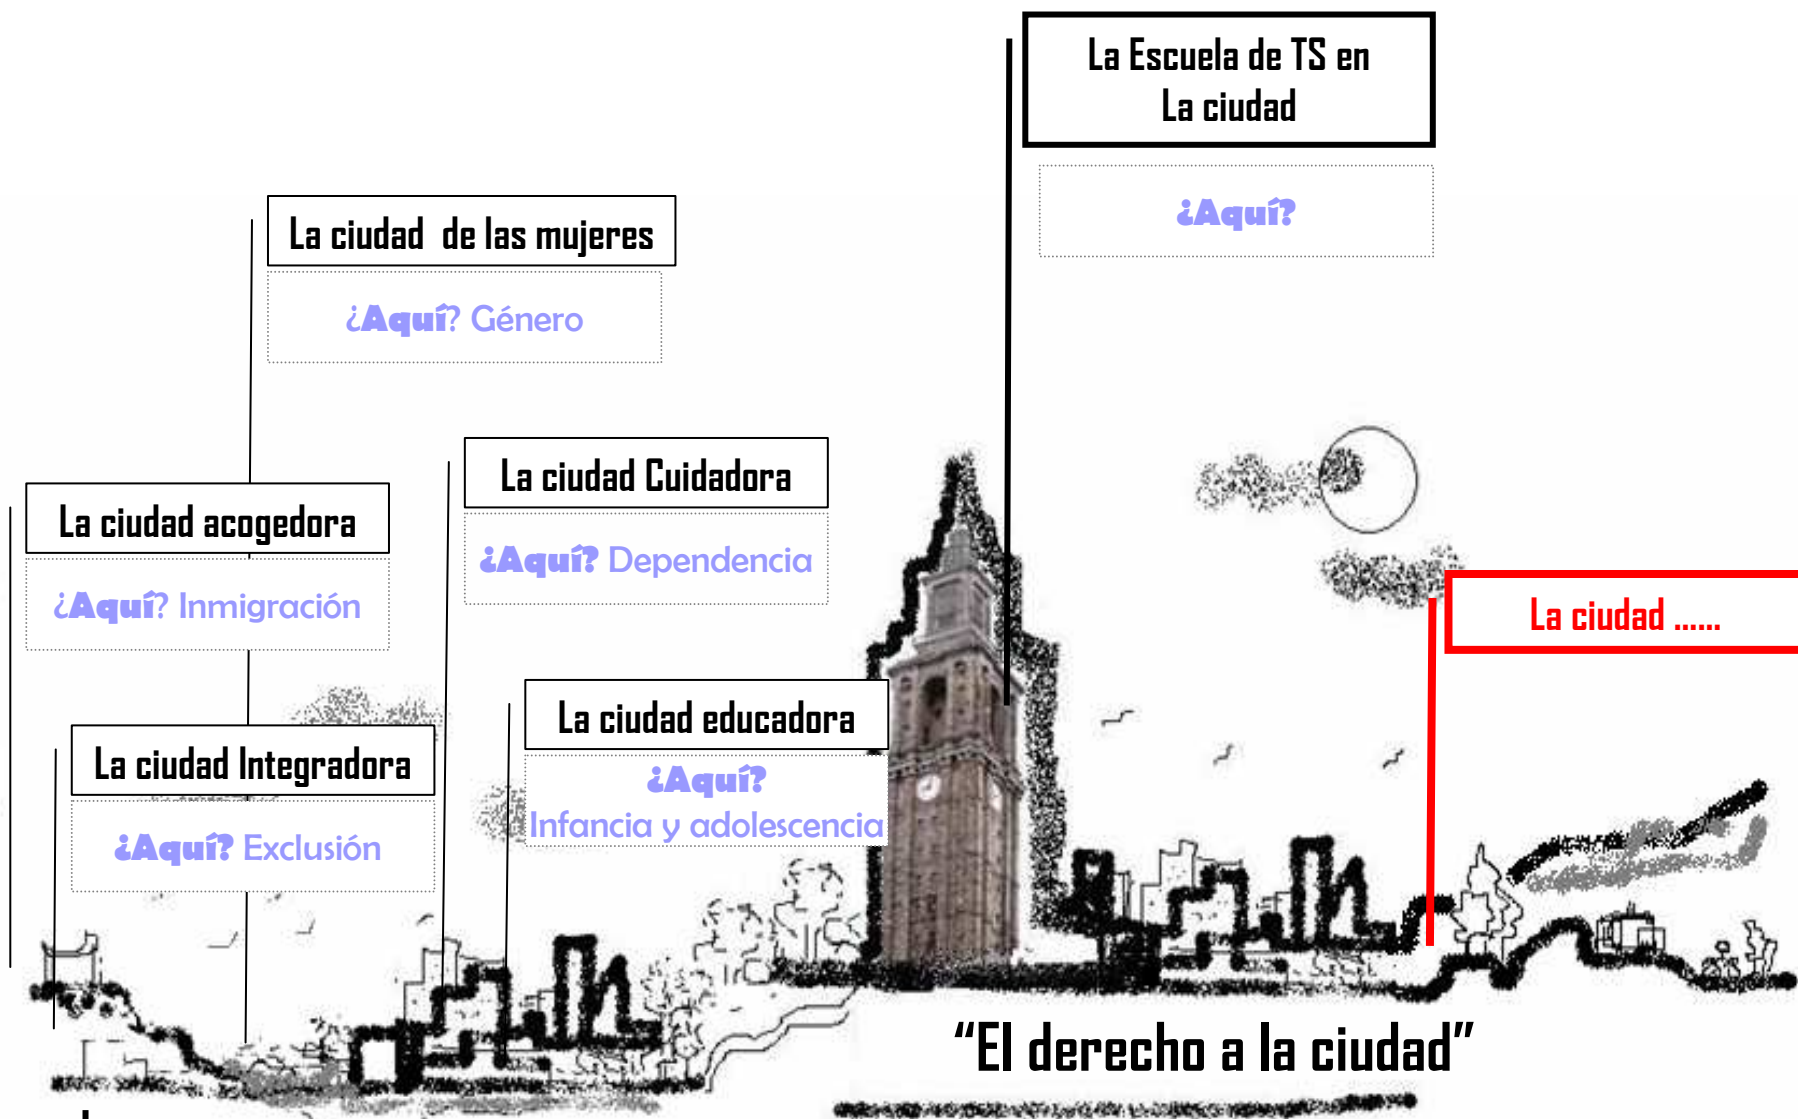 La Escuela de TS en
La ciudad
¿Aquí?
La ciudad de las mujeres
¿Aquí? Género
La ciudad Cuidadora
¿Aquí? Dependencia
La ciudad acogedora
¿Aquí? Inmigración
La ciudad ......
La ciudad educadora
¿Aquí?
Infancia y adolescencia
La ciudad Integradora
¿Aquí? Exclusión
“El derecho a la ciudad”